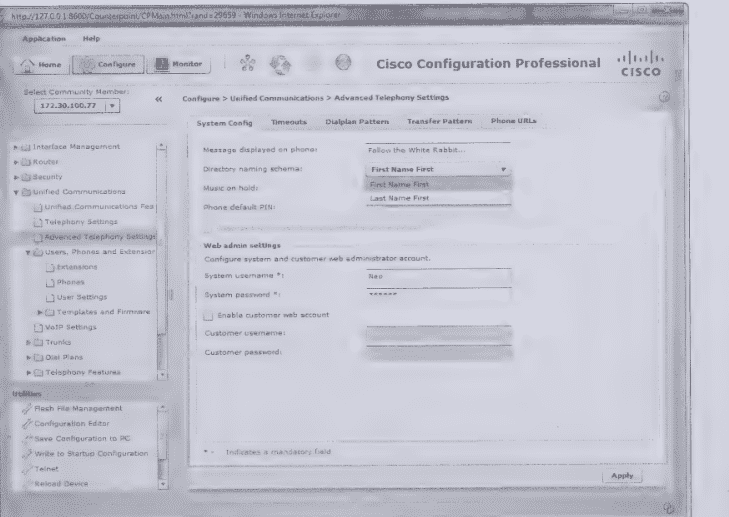 http://127.0.0.1:8600/Counterpoint/CPMain.html?rand=29659 - Windows Internet Explorer
Application Help
Home Configure Monitor
Cisco Configuration Professional
CISCO
Select Community Member:
172.30.100.77
Configure > Unified Communications > Advanced Telephony Settings
System Config Timeouts Dialplan Pattern Transfer Pattern Phone URLs
Interface Management
Router
Security
Unified Communications
Unified Communications Fea
Telephony Settings
Advanced Telephony Settings
Users, Phones and Extension
Extensions
Phones
User Settings
Templates and Firmware
VoIP Settings
Trunks
Dial Plans
Telephony Features
Utilities
Flash File Management
Configuration Editor
Save Configuration to PC
Write to Startup Configuration
Telnet
Reload Device
Message displayed on phone: Follow the White Rabbit...
Directory naming schema: First Name First
First Name First
Last Name First
Music on hold:
Phone default PIN:
Web admin settings
Configure system and customer web administrator account.
System username *: Neo
System password *: ******
Enable customer web account
Customer username:
Customer password:
* - Indicates a mandatory field
Apply